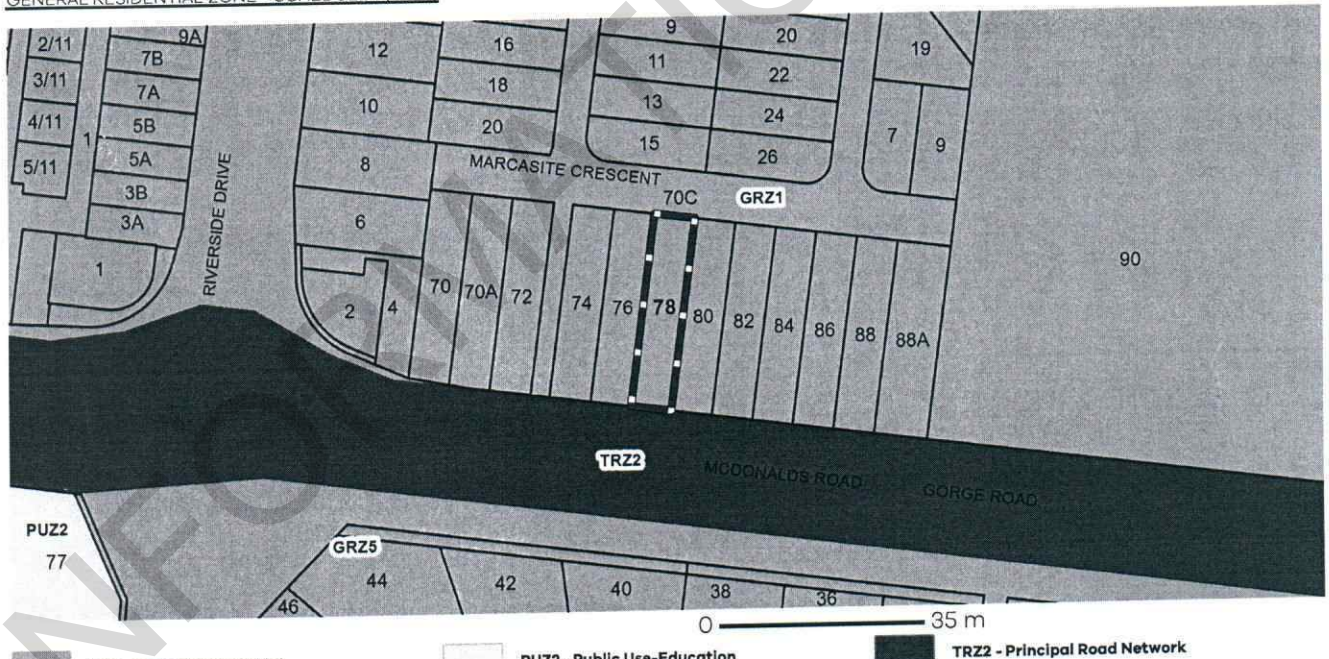 GENERAL RESIDENTIAL ZONE
2/11 9A 12 16 9 20 19
3/11 7B 11 22
7A 10 18 13 24
4/11 1 5B 20 15 26 7 9
5/11 5A 8 MARCASITE CRESCENT
3B 70C GRZ1
3A RIVERSIDE DRIVE 6
1 2 4 70 70A 72 74 76 78 80 82 84 86 88 88A 90
TRZ2 MCDONALDS ROAD GORGE ROAD
PUZ2
77 GRZ5
46 44 42 40 38 36
0 35 m
PUZ2 - Public Use-Education
TRZ2 - Principal Road Network
INFORMATIO